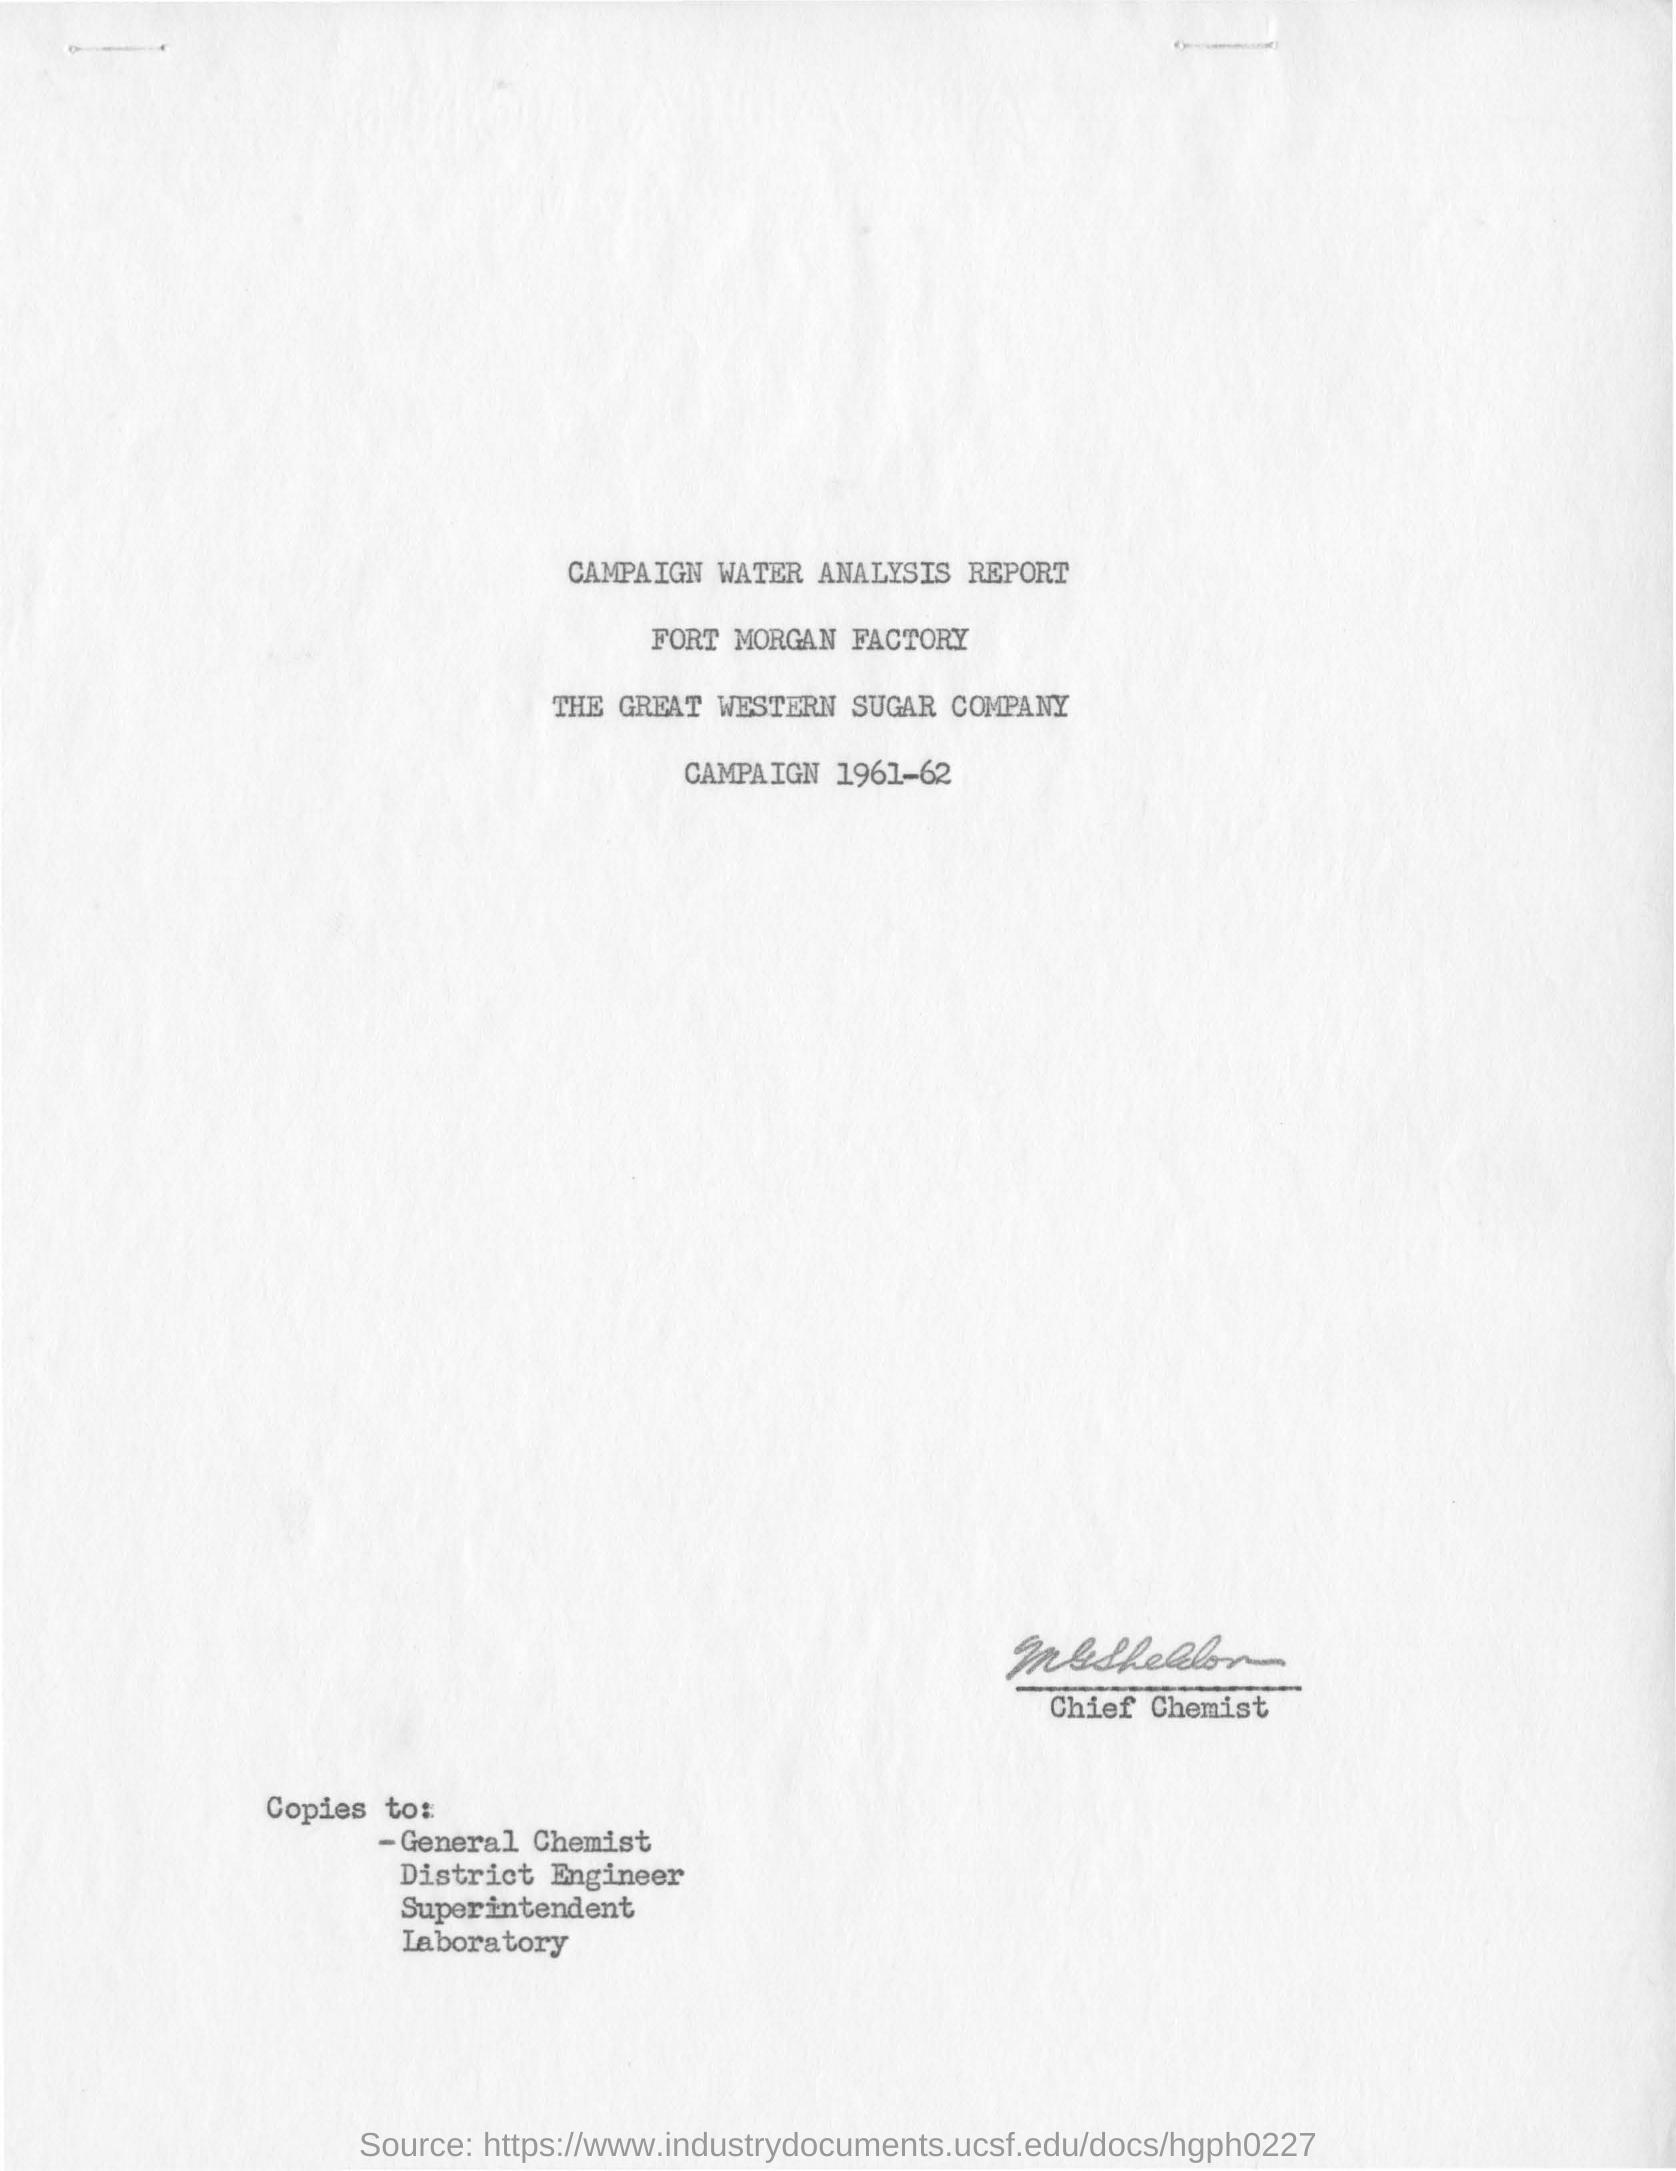 CAMPAIGN WATER ANALYSIS REPORT
FORT MORGAN FACTORY
THE GREAT WESTERN SUGAR COMPANY
CAMPAIGN 1961-62
MGSheldon
Chief Chemist
Copies to:
-General Chemist
District Engineer
Superintendent
Laboratory
Source: https://www.industrydocuments.ucsf.edu/docs/hgph0227